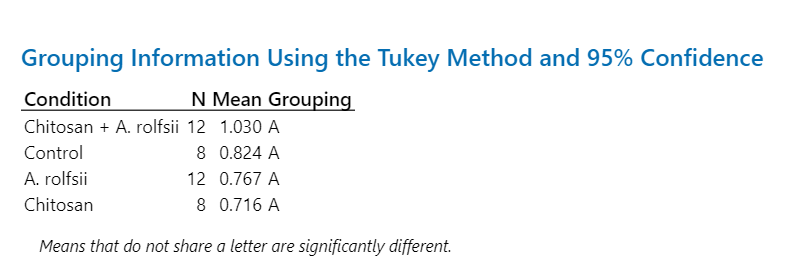 Grouping Information Using the Tukey Method and 95% Confidence
Condition N Mean Grouping
Chitosan + A. rolfsii 12 1.030 A
Control 8 0.824 A
A. rolfsii 12 0.767 A
Chitosan 8 0.716 A
Means that do not share a letter are significantly different.